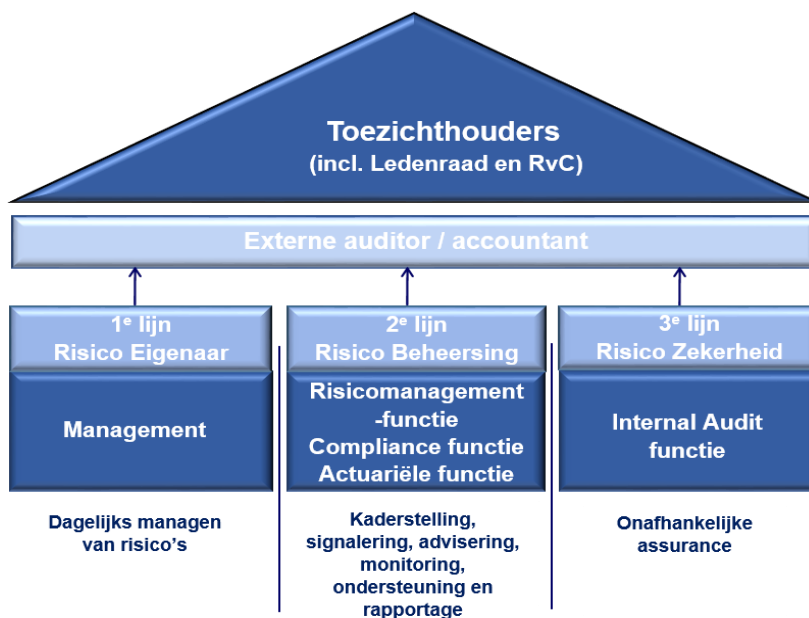 Toezichthouders
(incl. Ledenraad en RvC)
Externe auditor / accountant
1e lijn
Risico Eigenaar
Management
Dagelijks managen
van risico's
2e lijn
Risico Beheersing
Risicomanagement
-functie
Compliance functie
Actuariële functie
Kaderstelling,
signalering, advisering,
monitoring,
ondersteuning en
rapportage
3e lijn
Risico Zekerheid
Internal Audit
functie
Onafhankelijke
assurance